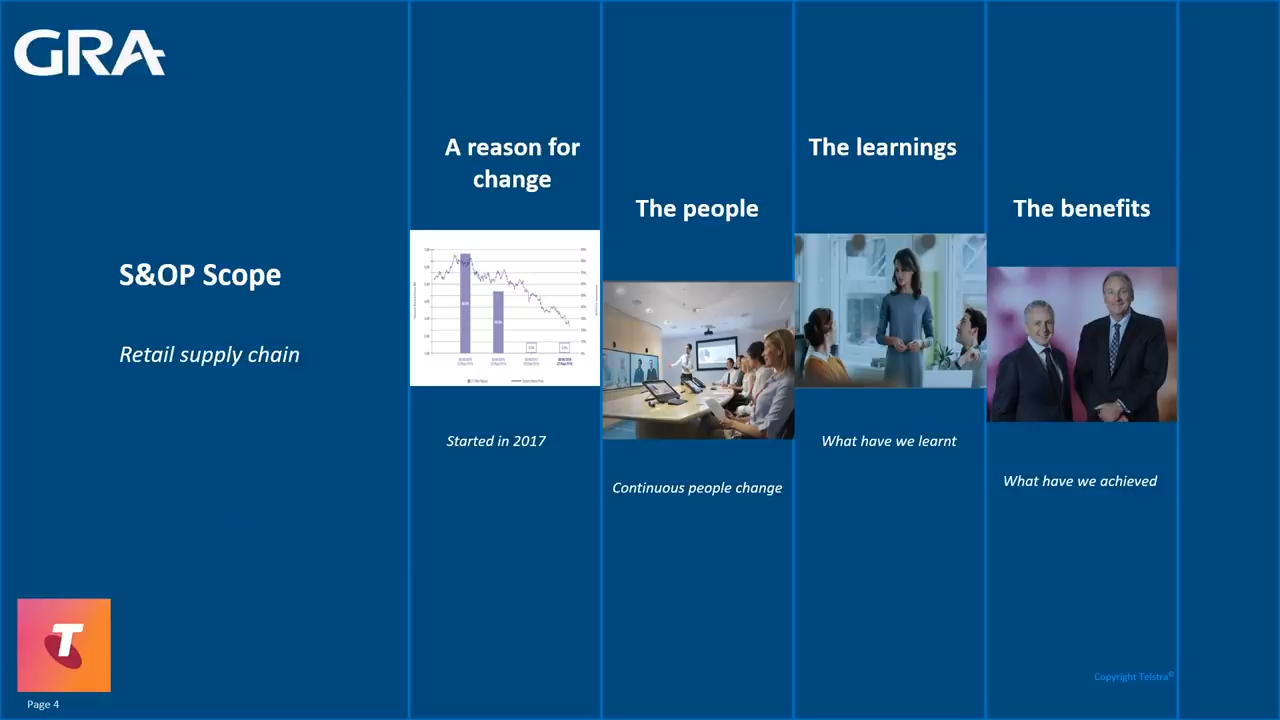 GRA
S&OP Scope
Retail supply chain
A reason for
change
Started in 2017
The people
Continuous people change
The learnings
What have we learnt
The benefits
What have we achieved
T
Page 4
Copyright Telstra©